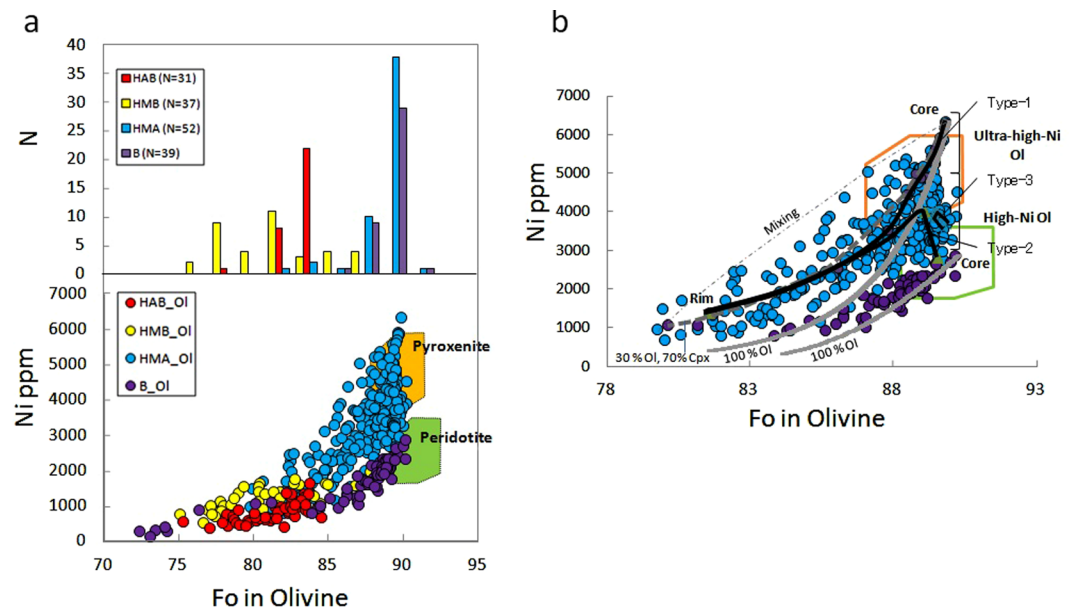 a
N
40
35
30
25
20
15
10
5
0
HAB (N=31)
HMB (N=37)
HMA (N=52)
B (N=39)
Ni ppm
7000
6000
5000
4000
3000
2000
1000
0
HAB_Ol
HMB_Ol
HMA_Ol
B_Ol
Pyroxenite
Peridotite
70
75
80
85
90
95
Fo in Olivine
b
Ni ppm
7000
6000
5000
4000
3000
2000
1000
0
Core
Type-1
Ultra-high-Ni
Ol
Type-3
High-Ni Ol
Type-2
Core
Mixing
Rim
30 % Ol, 70% Cpx
100 % Ol
100 % Ol
78
83
88
93
Fo in Olivine